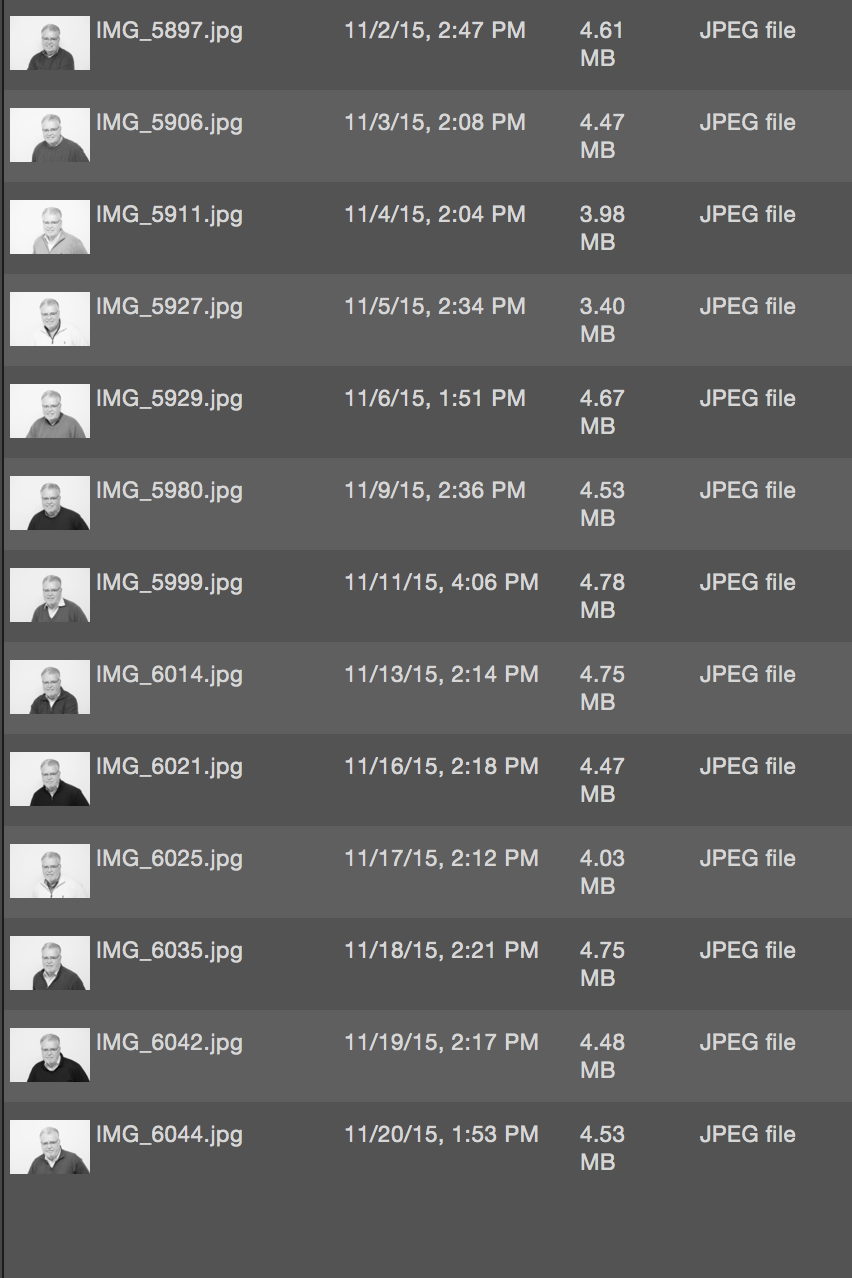 IMG_5897.jpg 11/2/15, 2:47 PM 4.61 JPEG file
MB
IMG_5906.jpg 11/3/15, 2:08 PM 4.47 JPEG file
MB
IMG_5911.jpg 11/4/15, 2:04 PM 3.98 JPEG file
MB
IMG_5927.jpg 11/5/15, 2:34 PM 3.40 JPEG file
MB
IMG_5929.jpg 11/6/15, 1:51 PM 4.67 JPEG file
MB
IMG_5980.jpg 11/9/15, 2:36 PM 4.53 JPEG file
MB
IMG_5999.jpg 11/11/15, 4:06 PM 4.78 JPEG file
MB
IMG_6014.jpg 11/13/15, 2:14 PM 4.75 JPEG file
MB
IMG_6021.jpg 11/16/15, 2:18 PM 4.47 JPEG file
MB
IMG_6025.jpg 11/17/15, 2:12 PM 4.03 JPEG file
MB
IMG_6035.jpg 11/18/15, 2:21 PM 4.75 JPEG file
MB
IMG_6042.jpg 11/19/15, 2:17 PM 4.48 JPEG file
MB
IMG_6044.jpg 11/20/15, 1:53 PM 4.53 JPEG file
MB